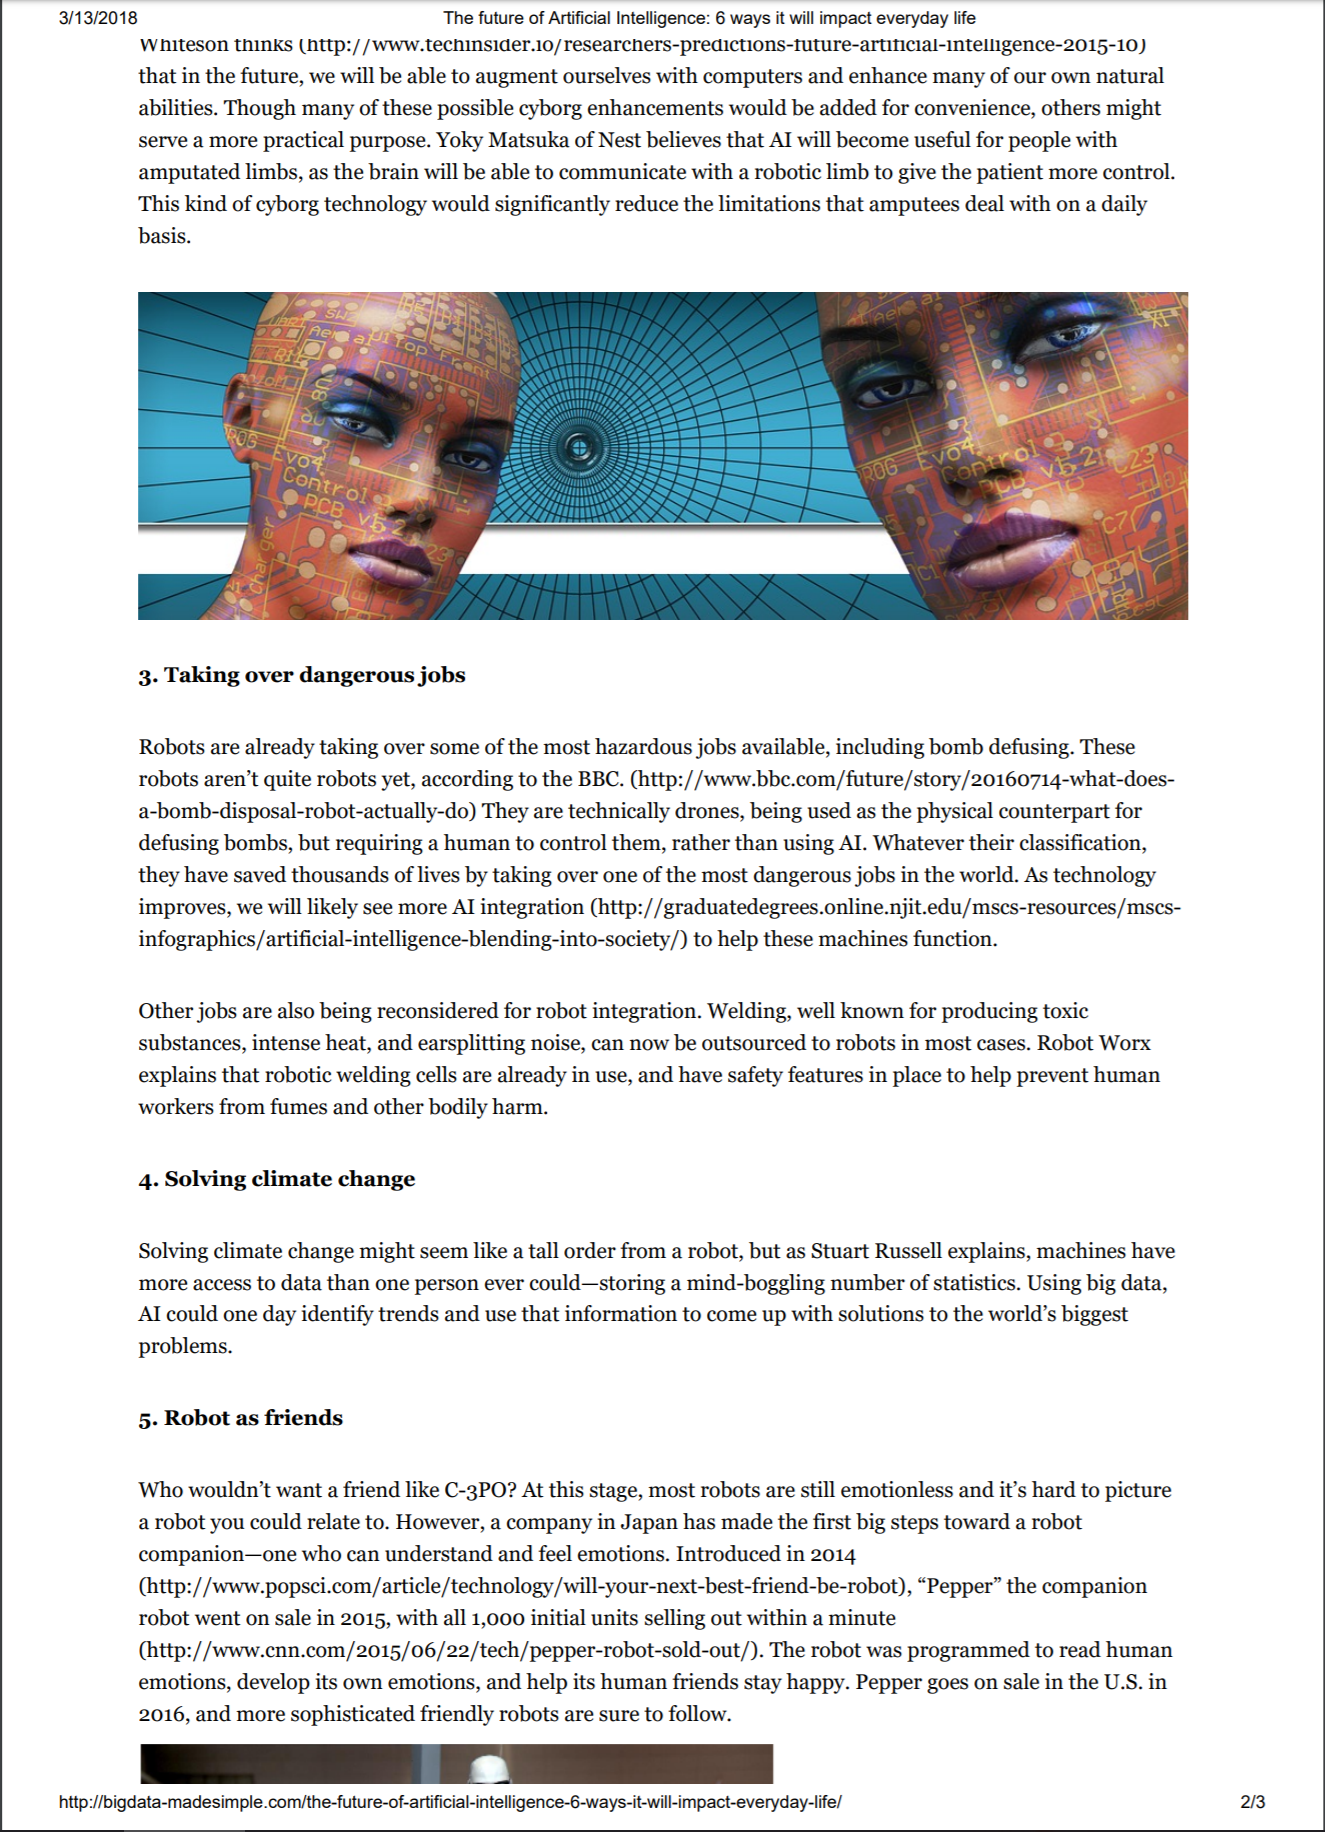 3/13/2018
The future of Artificial Intelligence: 6 ways it will impact everyday life
Whiteson thinks (http://www.techinsider.io/researchers-predictions-future-artificial-intelligence-2015-10)
that in the future, we will be able to augment ourselves with computers and enhance many of our own natural
abilities. Though many of these possible cyborg enhancements would be added for convenience, others might
serve a more practical purpose. Yoky Matsuka of Nest believes that AI will become useful for people with
amputated limbs, as the brain will be able to communicate with a robotic limb to give the patient more control.
This kind of cyborg technology would significantly reduce the limitations that amputees deal with on a daily
basis.
PROG
Evo4
Control
PCB v5.2
C23
charger
PROG
Evo4
Control
PCB v5.2
C23
C7
3. Taking over dangerous jobs
Robots are already taking over some of the most hazardous jobs available, including bomb defusing. These
robots aren’t quite robots yet, according to the BBC. (http://www.bbc.com/future/story/20160714-what-does-
a-bomb-disposal-robot-actually-do) They are technically drones, being used as the physical counterpart for
defusing bombs, but requiring a human to control them, rather than using AI. Whatever their classification,
they have saved thousands of lives by taking over one of the most dangerous jobs in the world. As technology
improves, we will likely see more AI integration (http://graduatedegrees.online.njit.edu/mscs-resources/mscs-
infographics/artificial-intelligence-blending-into-society/) to help these machines function.
Other jobs are also being reconsidered for robot integration. Welding, well known for producing toxic
substances, intense heat, and earsplitting noise, can now be outsourced to robots in most cases. Robot Worx
explains that robotic welding cells are already in use, and have safety features in place to help prevent human
workers from fumes and other bodily harm.
4. Solving climate change
Solving climate change might seem like a tall order from a robot, but as Stuart Russell explains, machines have
more access to data than one person ever could—storing a mind-boggling number of statistics. Using big data,
AI could one day identify trends and use that information to come up with solutions to the world’s biggest
problems.
5. Robot as friends
Who wouldn’t want a friend like C-3PO? At this stage, most robots are still emotionless and it’s hard to picture
a robot you could relate to. However, a company in Japan has made the first big steps toward a robot
companion—one who can understand and feel emotions. Introduced in 2014
(http://www.popsci.com/article/technology/will-your-next-best-friend-be-robot), “Pepper” the companion
robot went on sale in 2015, with all 1,000 initial units selling out within a minute
(http://www.cnn.com/2015/06/22/tech/pepper-robot-sold-out/). The robot was programmed to read human
emotions, develop its own emotions, and help its human friends stay happy. Pepper goes on sale in the U.S. in
2016, and more sophisticated friendly robots are sure to follow.
http://bigdata-madesimple.com/the-future-of-artificial-intelligence-6-ways-it-will-impact-everyday-life/
2/3